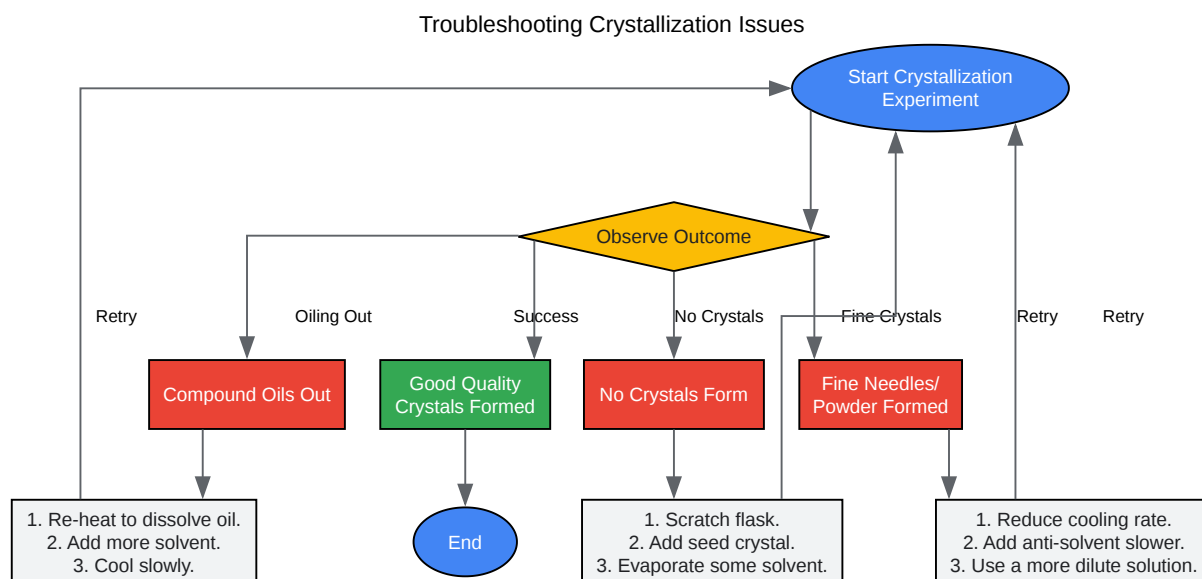 Troubleshooting Crystallization Issues
Start Crystallization
Experiment
Observe Outcome
Retry
Oiling Out
Success
No Crystals
Fine Crystals
Retry
Retry
Compound Oils Out
Good Quality
Crystals Formed
No Crystals Form
Fine Needles/
Powder Formed
1. Re-heat to dissolve oil.
2. Add more solvent.
3. Cool slowly.
End
1. Scratch flask.
2. Add seed crystal.
3. Evaporate some solvent.
1. Reduce cooling rate.
2. Add anti-solvent slower.
3. Use a more dilute solution.